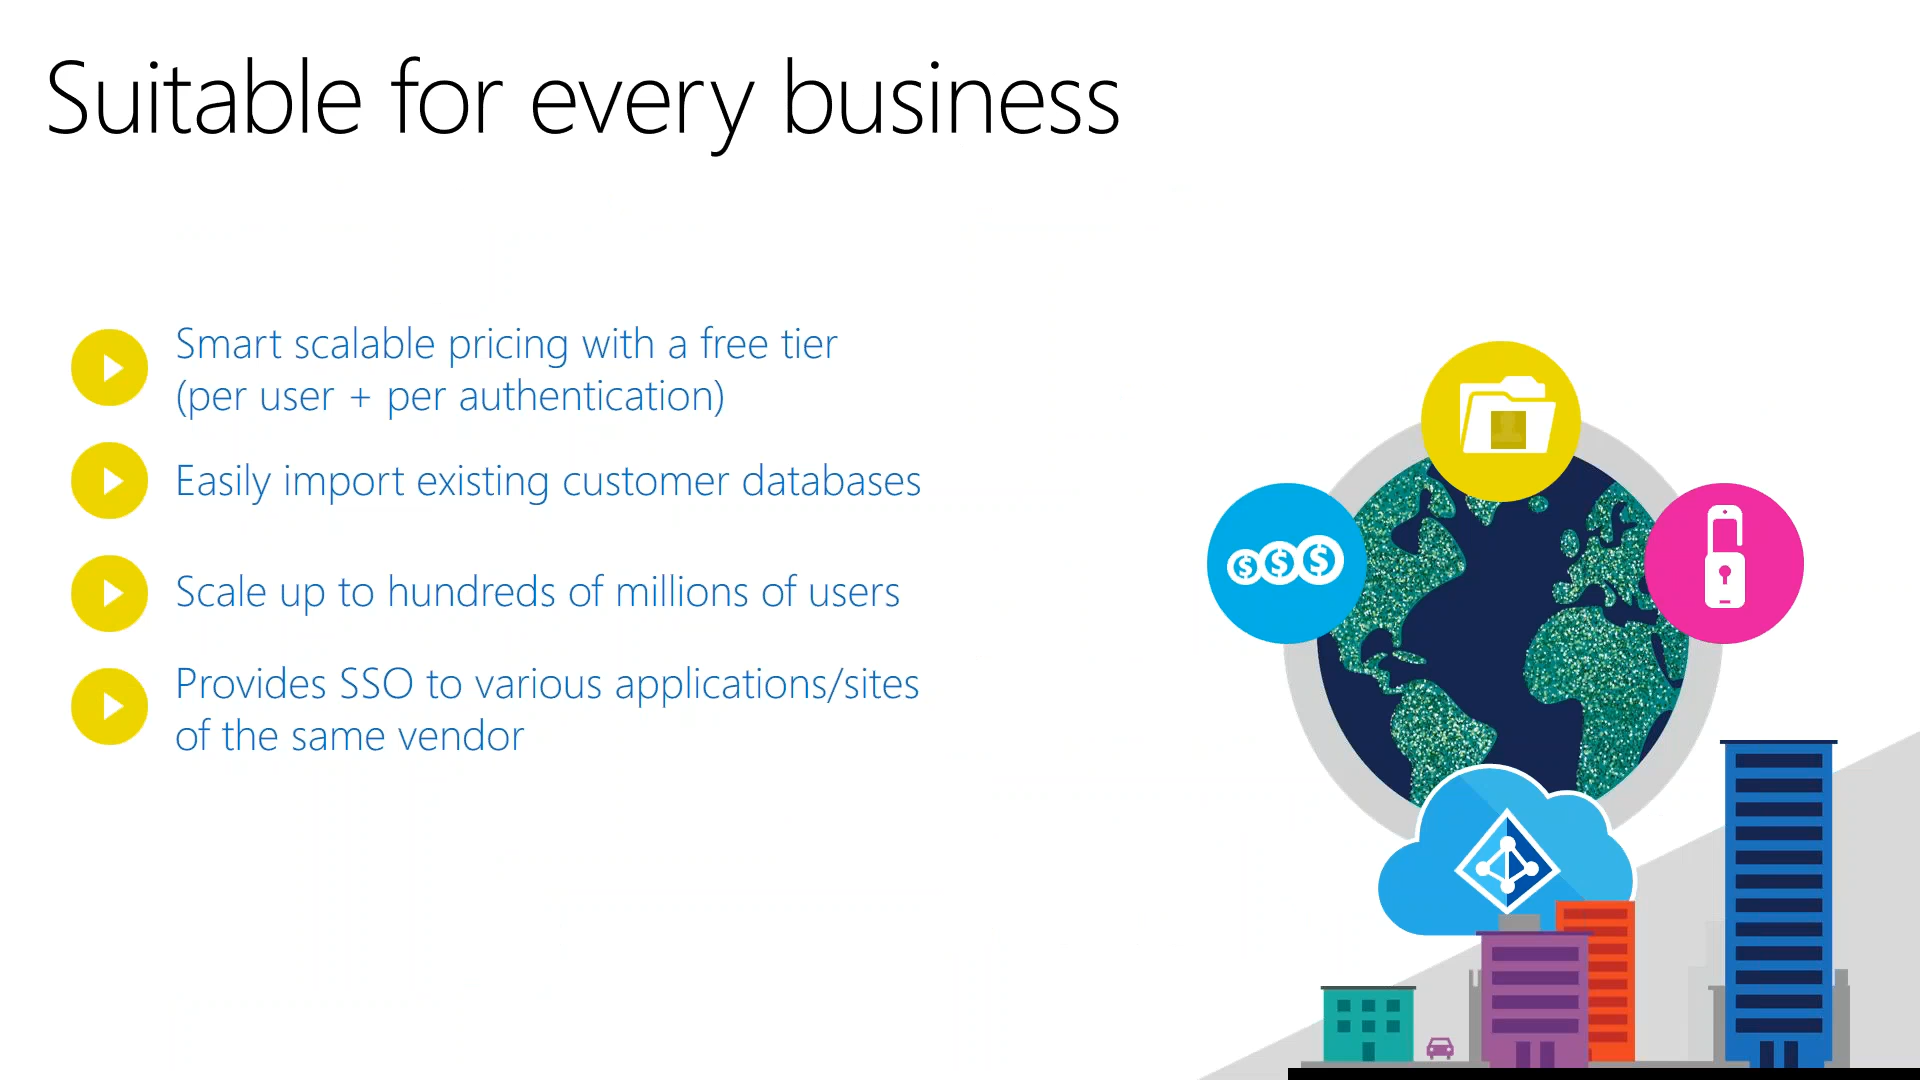 Suitable for every business
Smart scalable pricing with a free tier
(per user + per authentication)
Easily import existing customer databases
Scale up to hundreds of millions of users
Provides SSO to various applications/sites
of the same vendor
$ $ $